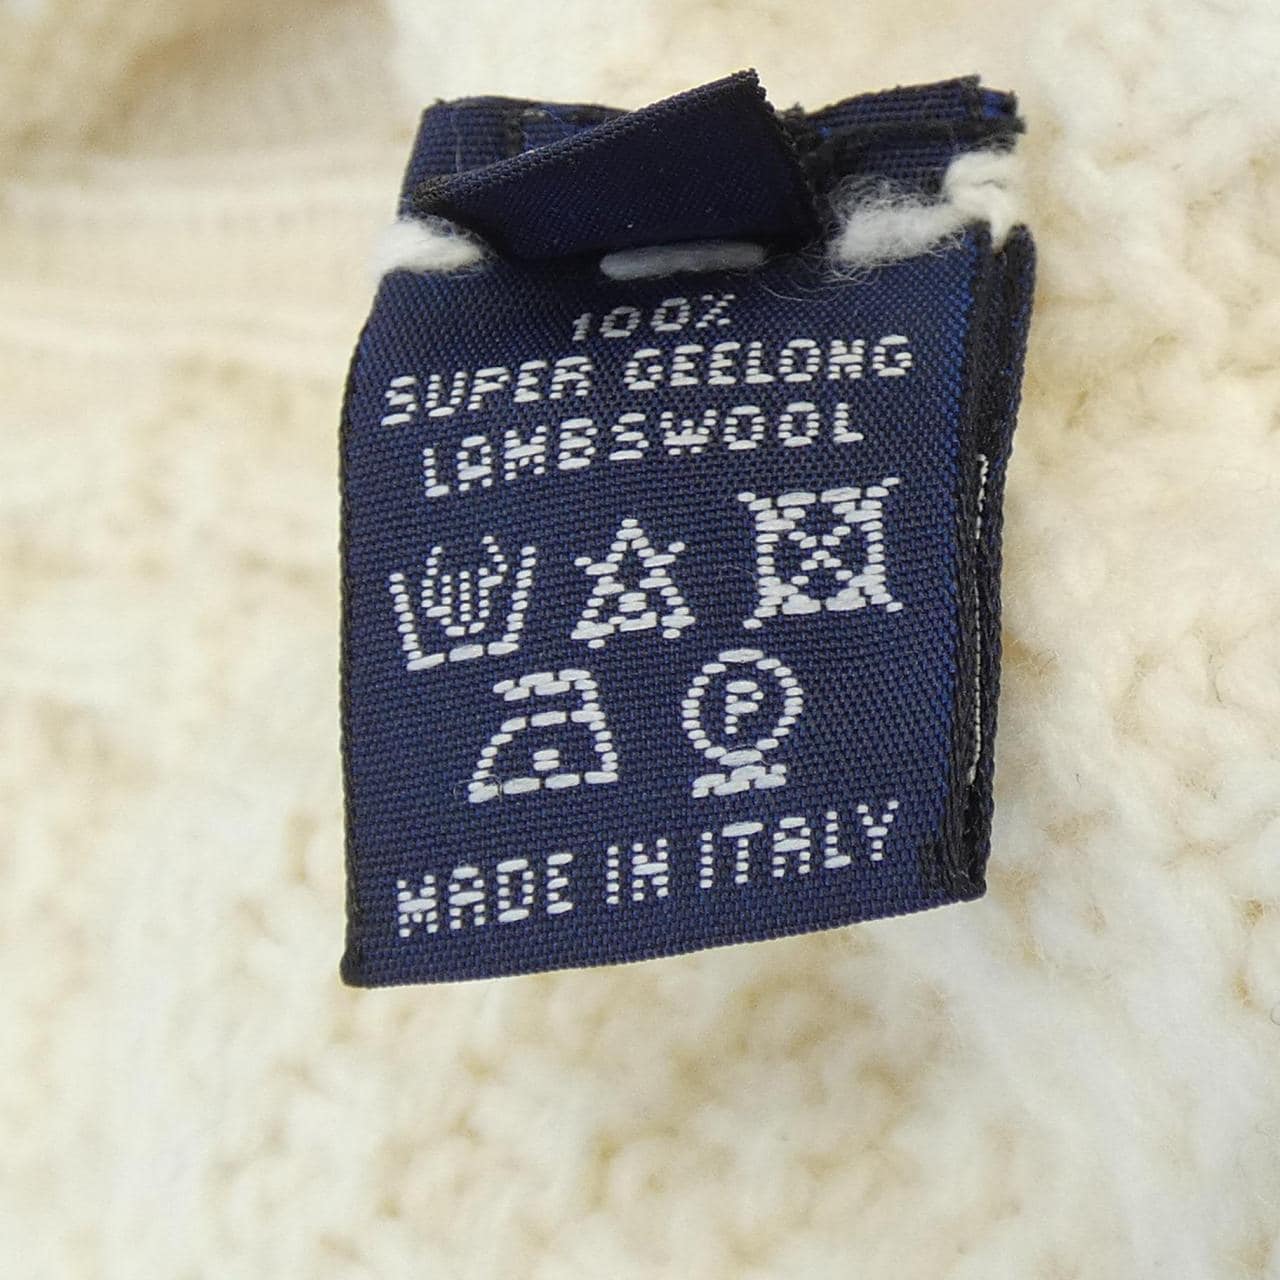 100%
SUPER GEELONG
LAMBSWOOL
P
MADE IN ITALY